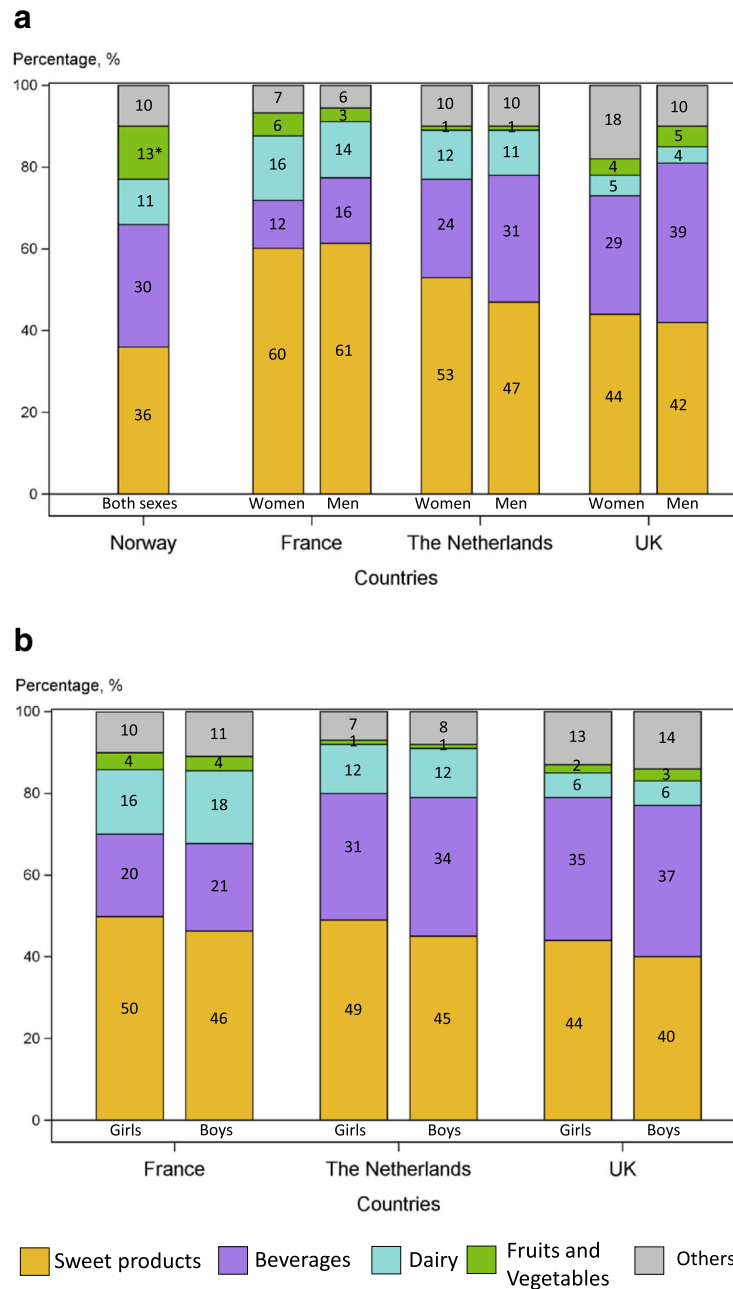 a
Percentage, %
100
80
60
40
20
0
10 7 6 10 10 18 10
13* 6 3 1 1 4 5
11 16 14 12 11 5 4
30 12 16 24 31 29 39
36 60 61 53 47 44 42
Both sexes Women Men Women Men Women Men
Norway France The Netherlands UK
Countries
b
Percentage, %
100
80
60
40
20
0
10 11 7 8 13 14
4 4 1 1 2 3
16 18 12 12 6 6
20 21 31 34 35 37
50 46 49 45 44 40
Girls Boys Girls Boys Girls Boys
France The Netherlands UK
Countries
Sweet products Beverages Dairy Fruits and
Vegetables
Others